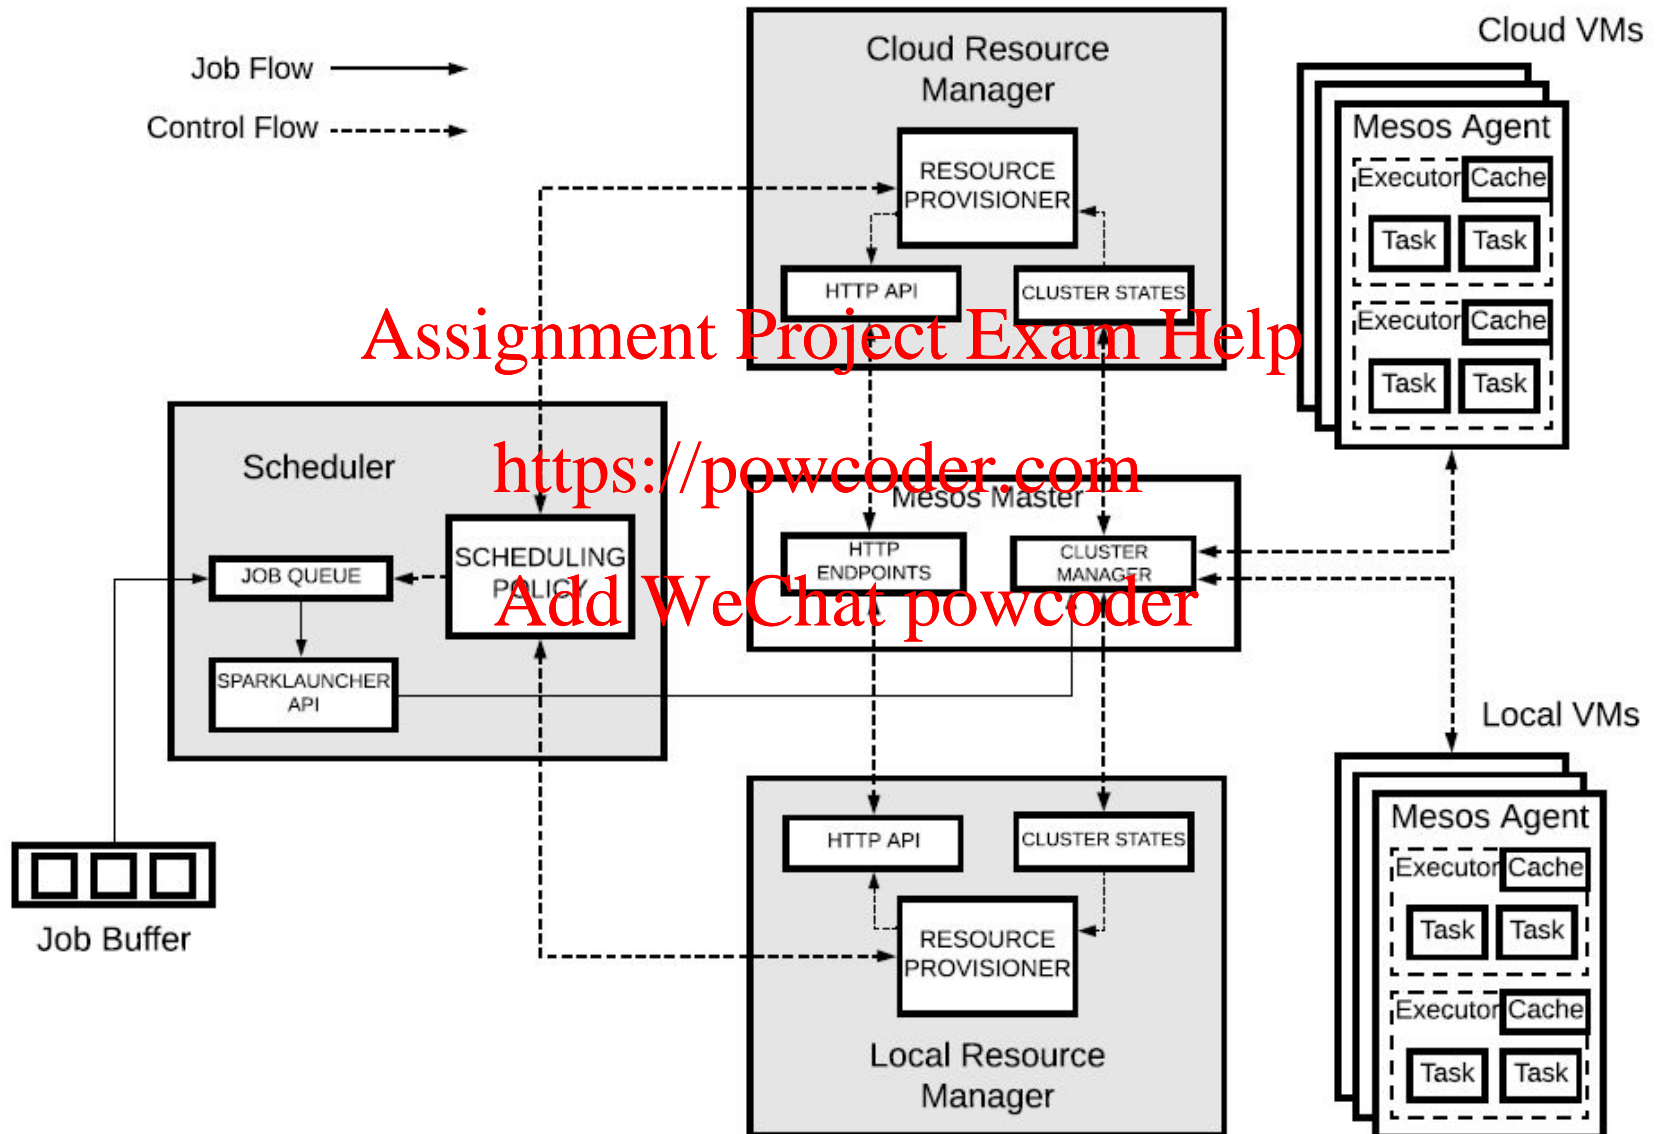 Job Flow
Control Flow
Cloud Resource
Manager
RESOURCE
PROVISIONER
HTTP API
CLUSTER STATES
Cloud VMs
Mesos Agent
Executor Cache
Task Task
Executor Cache
Task Task
Assignment Project Exam Help
Scheduler
https://powcoder.com
Mesos Master
SCHEDULING
POLICY
JOB QUEUE
SPARKLAUNCHER
API
HTTP
ENDPOINTS
CLUSTER
MANAGER
Add WeChat powcoder
Job Buffer
HTTP API
CLUSTER STATES
RESOURCE
PROVISIONER
Local Resource
Manager
Local VMs
Mesos Agent
Executor Cache
Task Task
Executor Cache
Task Task